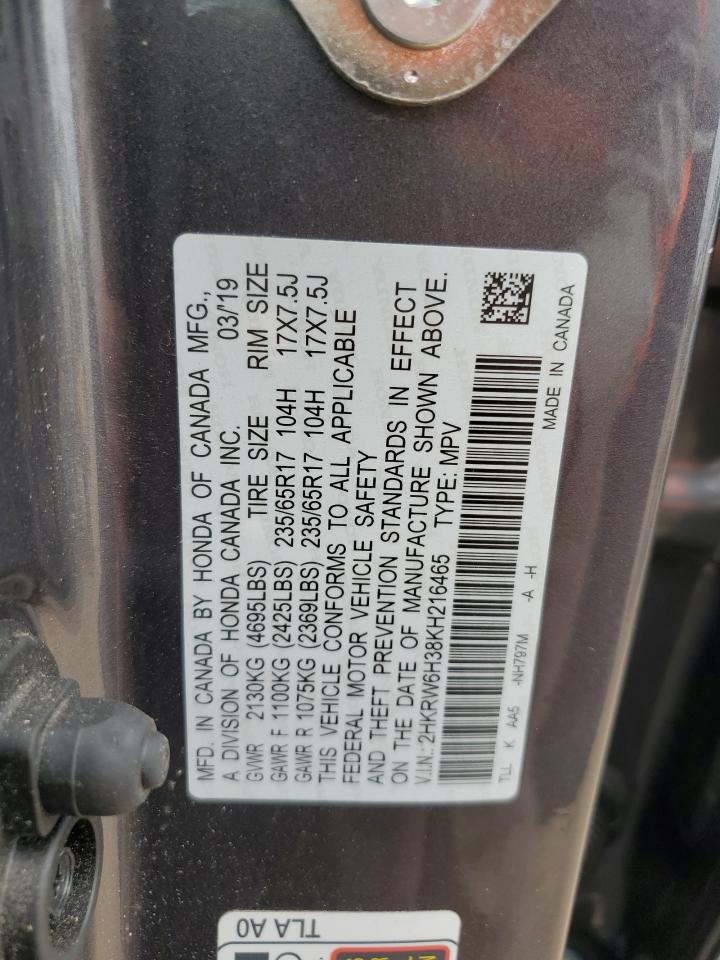 MFD. IN CANADA BY HONDA OF CANADA MFG.,
A DIVISION OF HONDA CANADA INC. 03/'19
GVWR 2130KG (4695LBS) TIRE SIZE RIM SIZE
GAWR F 1100KG (2425LBS) 235/65R17 104H 17X7.5J
GAWR R 1075KG (2369LBS) 235/65R17 104H 17X7.5J
THIS VEHICLE CONFORMS TO ALL APPLICABLE
FEDERAL MOTOR VEHICLE SAFETY
AND THEFT PREVENTION STANDARDS IN EFFECT
ON THE DATE OF MANUFACTURE SHOWN ABOVE.
V.I.N.: 2HKRW6H38KH216465 TYPE: MPV
TLL K AA5 -NH797M -A -H
MADE IN CANADA
TLA A0